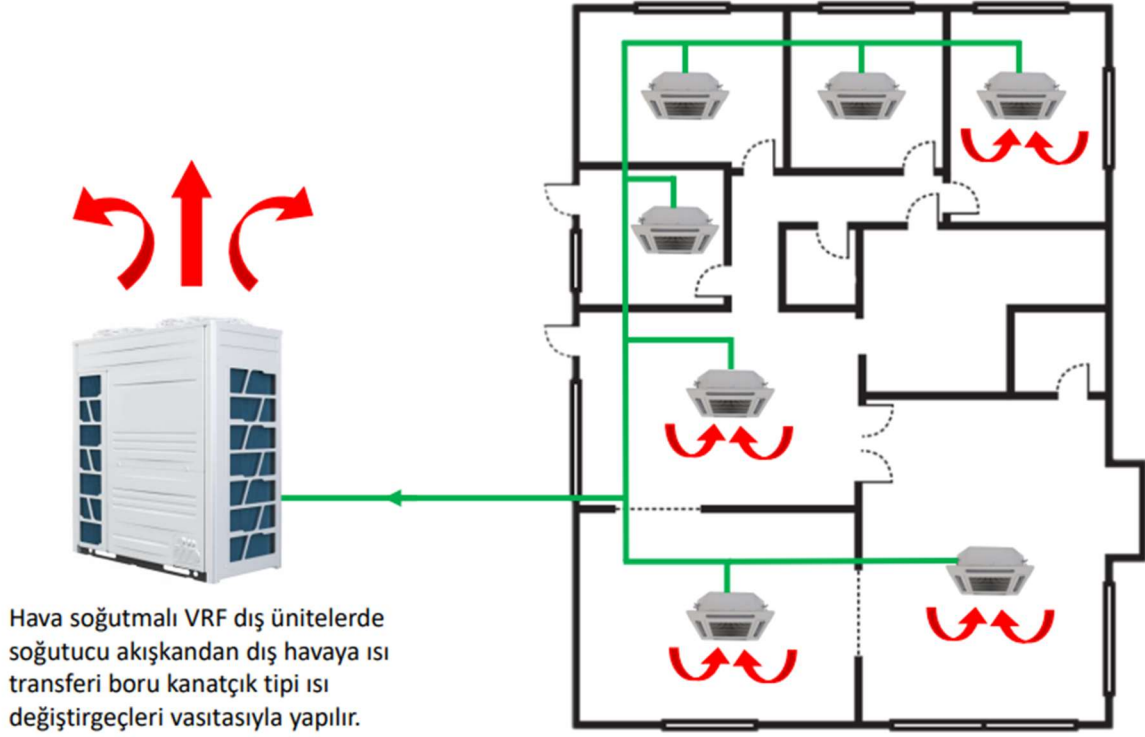 Hava soğutmalı VRF dış ünitelerde
soğutucu akışkandan dış havaya ısı
transferi boru kanatçık tipi ısı
değiştirgeçleri vasıtasıyla yapılır.